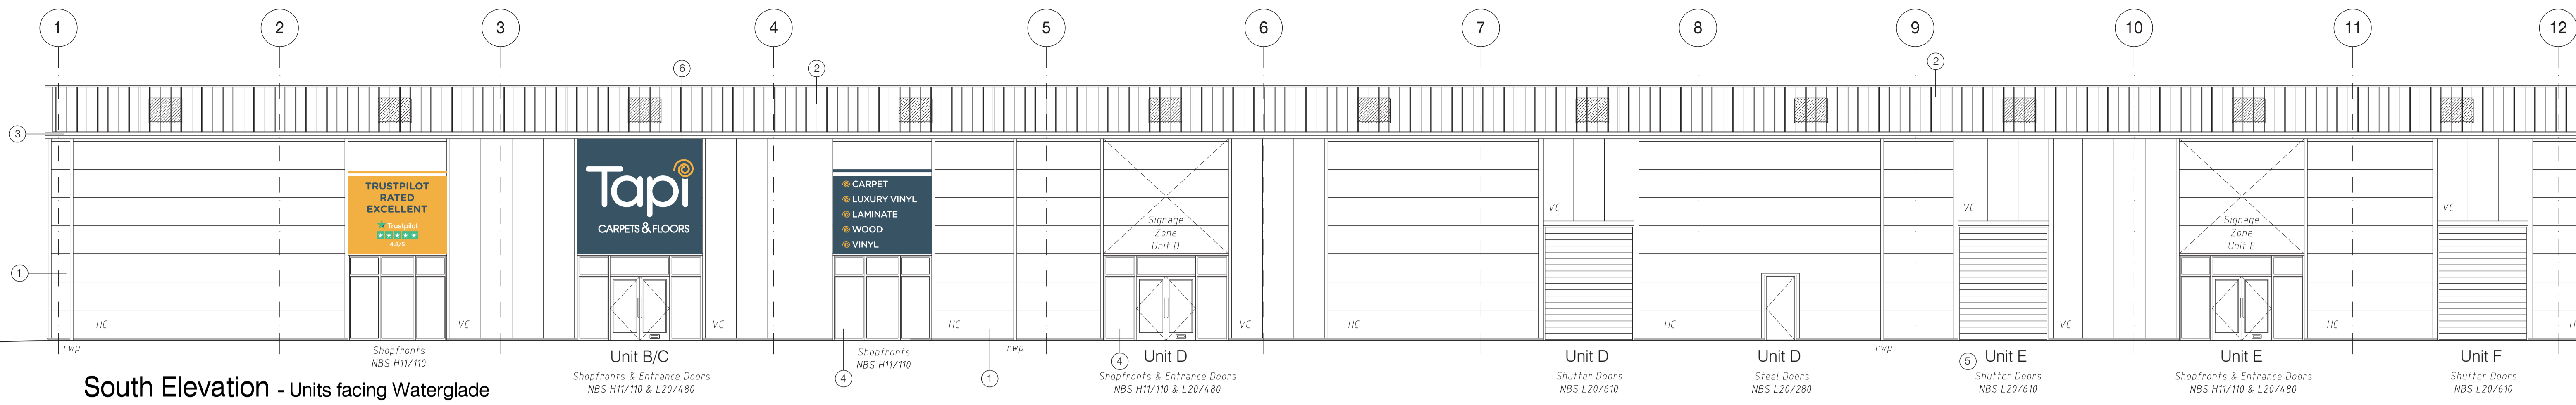 1 2 3 4 5 6 7 8 9 10 11 12
6 2 2
3
TRUSTPILOT
RATED
EXCELLENT
Trustpilot
4.8/5
Tapi
CARPETS & FLOORS
CARPET
LUXURY VINYL
LAMINATE
WOOD
VINYL
Signage
Zone
Unit D
VC
VC
Signage
Zone
Unit E
VC
1
HC VC VC HC VC HC HC VC HC H
rwp rwp rwp
Shopfronts
NBS H11/110
Unit B/C
Shopfronts & Entrance Doors
NBS H11/110 & L20/480
Shopfronts
NBS H11/110
4
1
4
Unit D
Shopfronts & Entrance Doors
NBS H11/110 & L20/480
Unit D
Shutter Doors
NBS L20/610
Unit D
Steel Doors
NBS L20/280
5
Unit E
Shutter Doors
NBS L20/610
Unit E
Shopfronts & Entrance Doors
NBS H11/110 & L20/480
Unit F
Shutter Doors
NBS L20/610
South Elevation - Units facing Waterglade